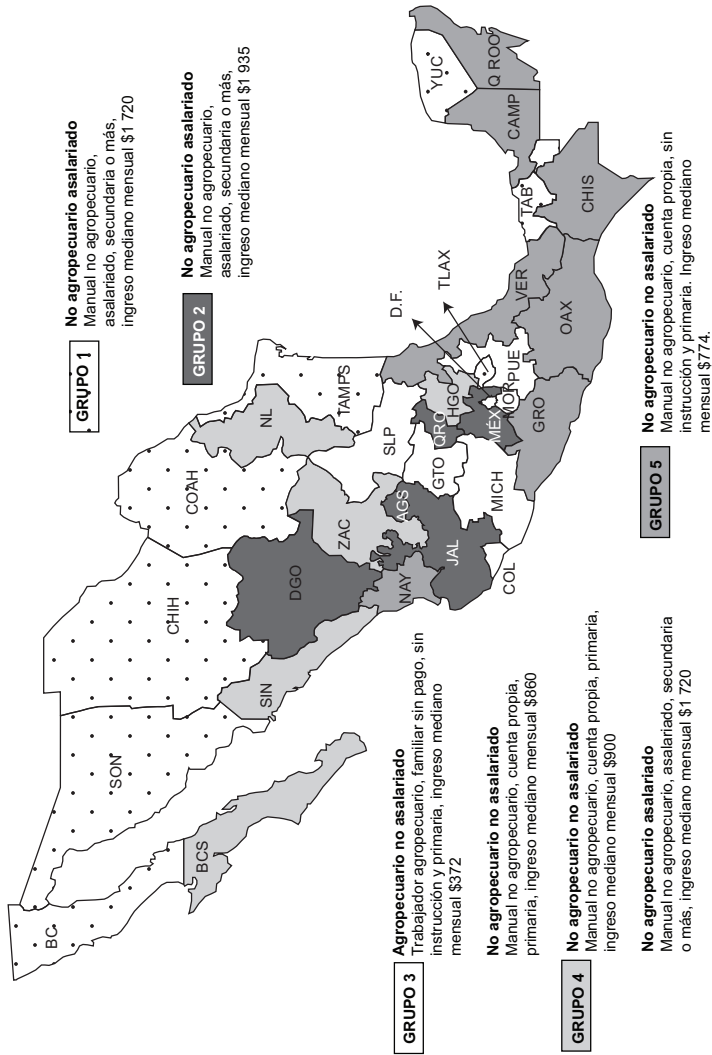 GRUPO 1
No agropecuario asalariado
Manual no agropecuario,
asalariado, secundaria o más,
ingreso mediano mensual $1 720
GRUPO 2
No agropecuario asalariado
Manual no agropecuario,
asalariado, secundaria o más,
ingreso mediano mensual $1 935
BC
SON
CHIH
COAH
NL
TAMPS
BCS
SIN
DGO
ZAC
SLP
NAY
AGS
JAL
GTO
QRO
HGO
COL
MICH
MÉX
MOR
PUE
D.F.
TLAX
VER
GRO
OAX
TAB
CHIS
CAMP
YUC
Q ROO
GRUPO 3
Agropecuario no asalariado
Trabajador agropecuario, familiar sin pago, sin
instrucción y primaria, ingreso mediano
mensual $372
No agropecuario no asalariado
Manual no agropecuario, cuenta propia,
primaria, ingreso mediano mensual $860
GRUPO 4
No agropecuario no asalariado
Manual no agropecuario, cuenta propia, primaria,
ingreso mediano mensual $900
No agropecuario asalariado
Manual no agropecuario, asalariado, secundaria
o más, ingreso mediano mensual $1 720
GRUPO 5
No agropecuario no asalariado
Manual no agropecuario, cuenta propia, sin
instrucción y primaria. Ingreso mediano
mensual $774.